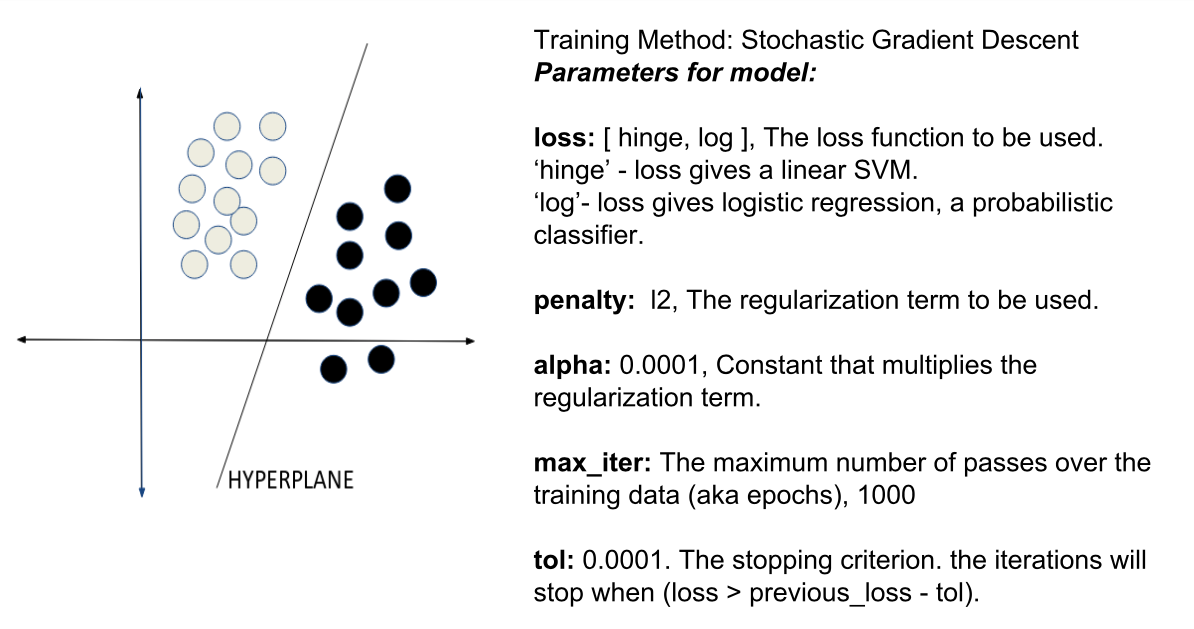 Training Method: Stochastic Gradient Descent
Parameters for model:
loss: [ hinge, log ], The loss function to be used.
‘hinge’ - loss gives a linear SVM.
‘log’- loss gives logistic regression, a probabilistic
classifier.
penalty:  l2, The regularization term to be used.
alpha: 0.0001, Constant that multiplies the
regularization term.
max_iter: The maximum number of passes over the
training data (aka epochs), 1000
tol: 0.0001. The stopping criterion. the iterations will
stop when (loss > previous_loss - tol).
HYPERPLANE